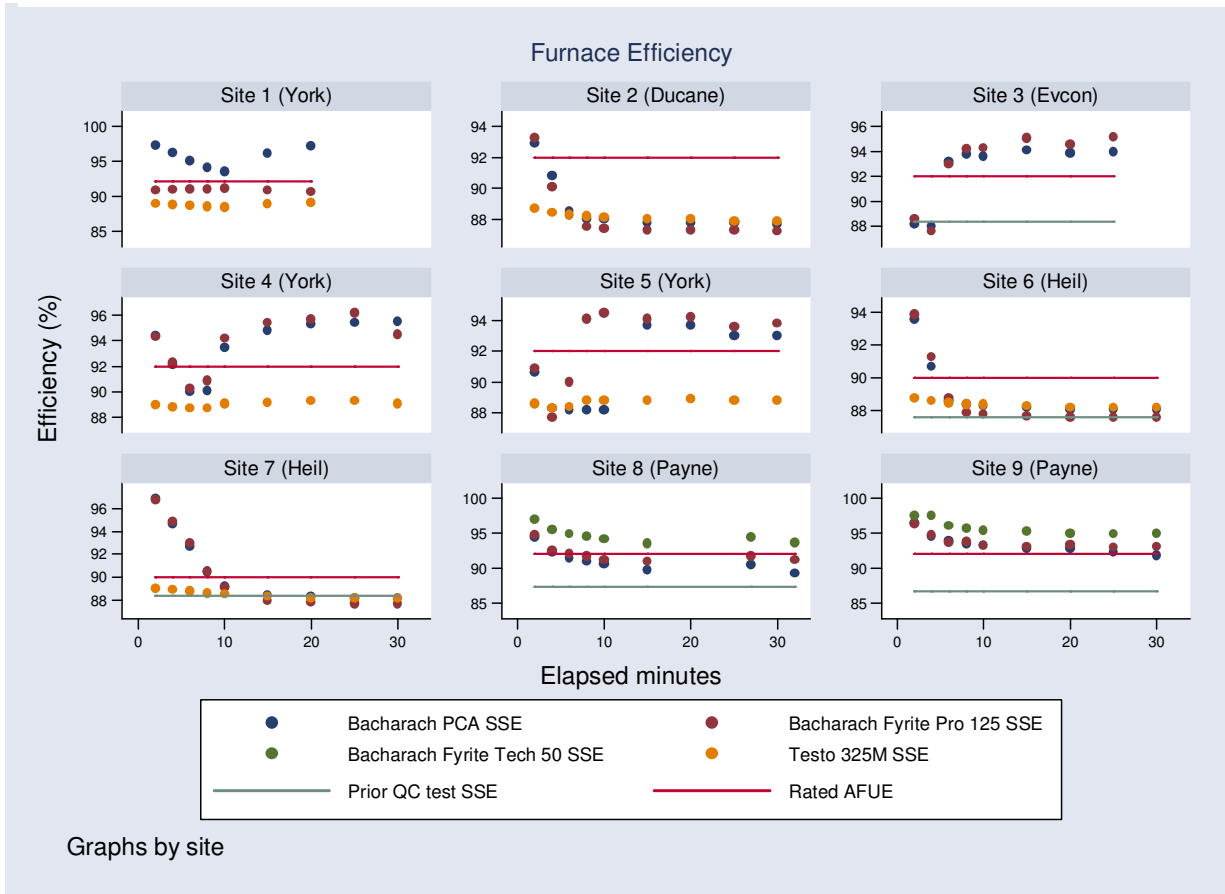 Furnace Efficiency
Efficiency (%)
Site 1 (York)
100
95
90
85
Site 2 (Ducane)
94
92
90
88
Site 3 (Evcon)
96
94
92
90
88
Site 4 (York)
96
94
92
90
88
Site 5 (York)
94
92
90
88
Site 6 (Heil)
94
92
90
88
Site 7 (Heil)
96
94
92
90
88
0 10 20 30
Site 8 (Payne)
100
95
90
85
0 10 20 30
Site 9 (Payne)
100
95
90
85
0 10 20 30
Elapsed minutes
Bacharach PCA SSE
Bacharach Fyrite Pro 125 SSE
Bacharach Fyrite Tech 50 SSE
Testo 325M SSE
Prior QC test SSE
Rated AFUE
Graphs by site